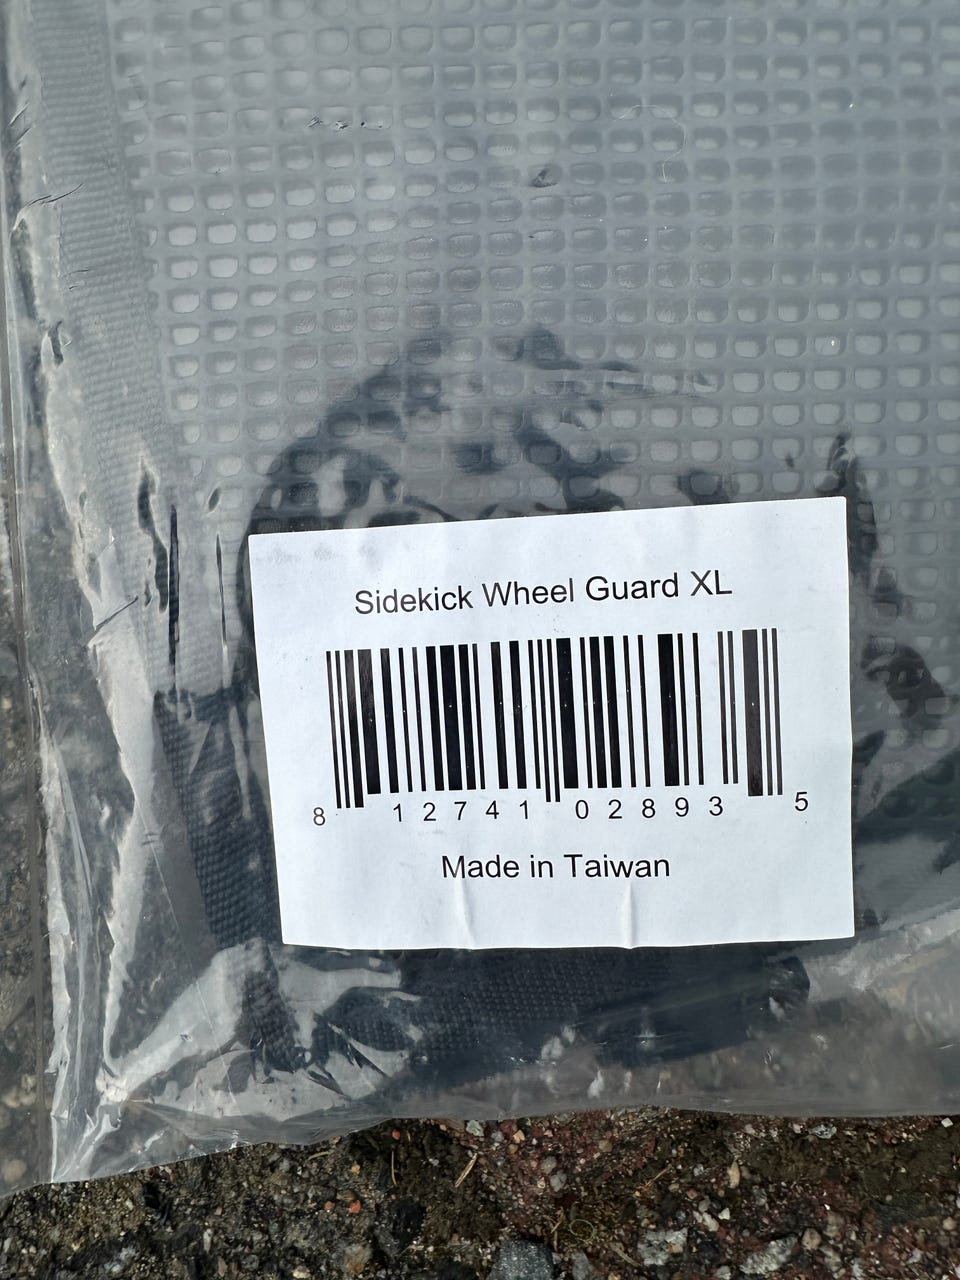 Sidekick Wheel Guard XL
8 12741 02893 5
Made in Taiwan